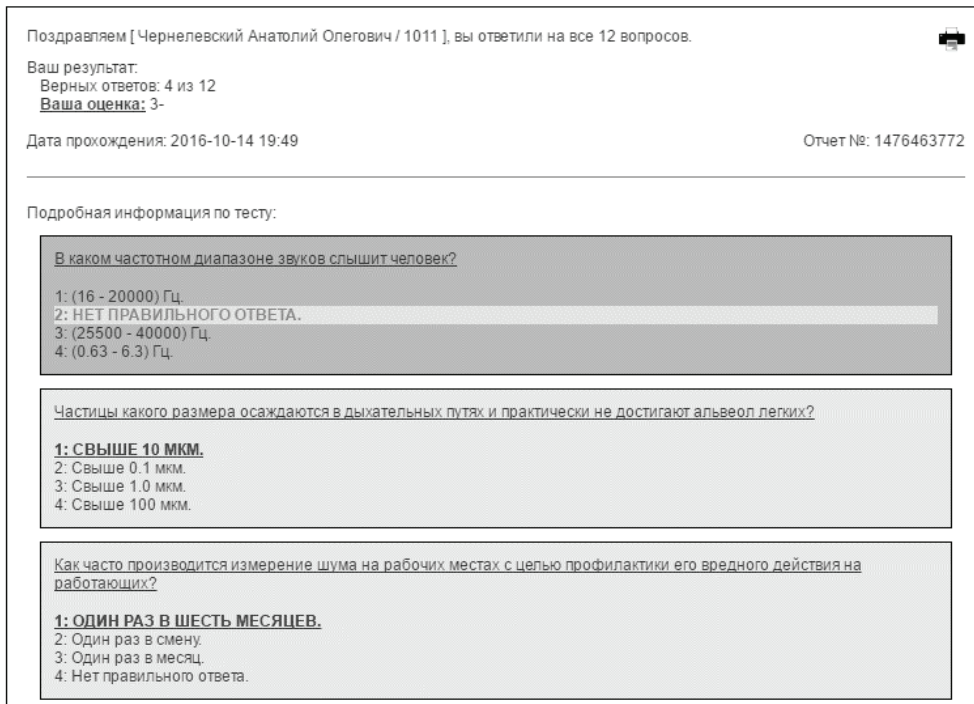 Поздравляем [ Чернелевский Анатолий Олегович / 1011 ], вы ответили на все 12 вопросов.
Ваш результат:
Верных ответов: 4 из 12
Ваша оценка: 3-
Дата прохождения: 2016-10-14 19:49
Отчет №: 1476463772
Подробная информация по тесту:
В каком частотном диапазоне звуков слышит человек?
1: (16 - 20000) Гц.
2: НЕТ ПРАВИЛЬНОГО ОТВЕТА.
3: (25500 - 40000) Гц.
4: (0.63 - 6.3) Гц.
Частицы какого размера осаждаются в дыхательных путях и практически не достигают альвеол легких?
1: СВЫШЕ 10 МКМ.
2: Свыше 0.1 мкм.
3: Свыше 1.0 мкм.
4: Свыше 100 мкм.
Как часто производится измерение шума на рабочих местах с целью профилактики его вредного действия на
работающих?
1: ОДИН РАЗ В ШЕСТЬ МЕСЯЦЕВ.
2: Один раз в смену.
3: Один раз в месяц.
4: Нет правильного ответа.